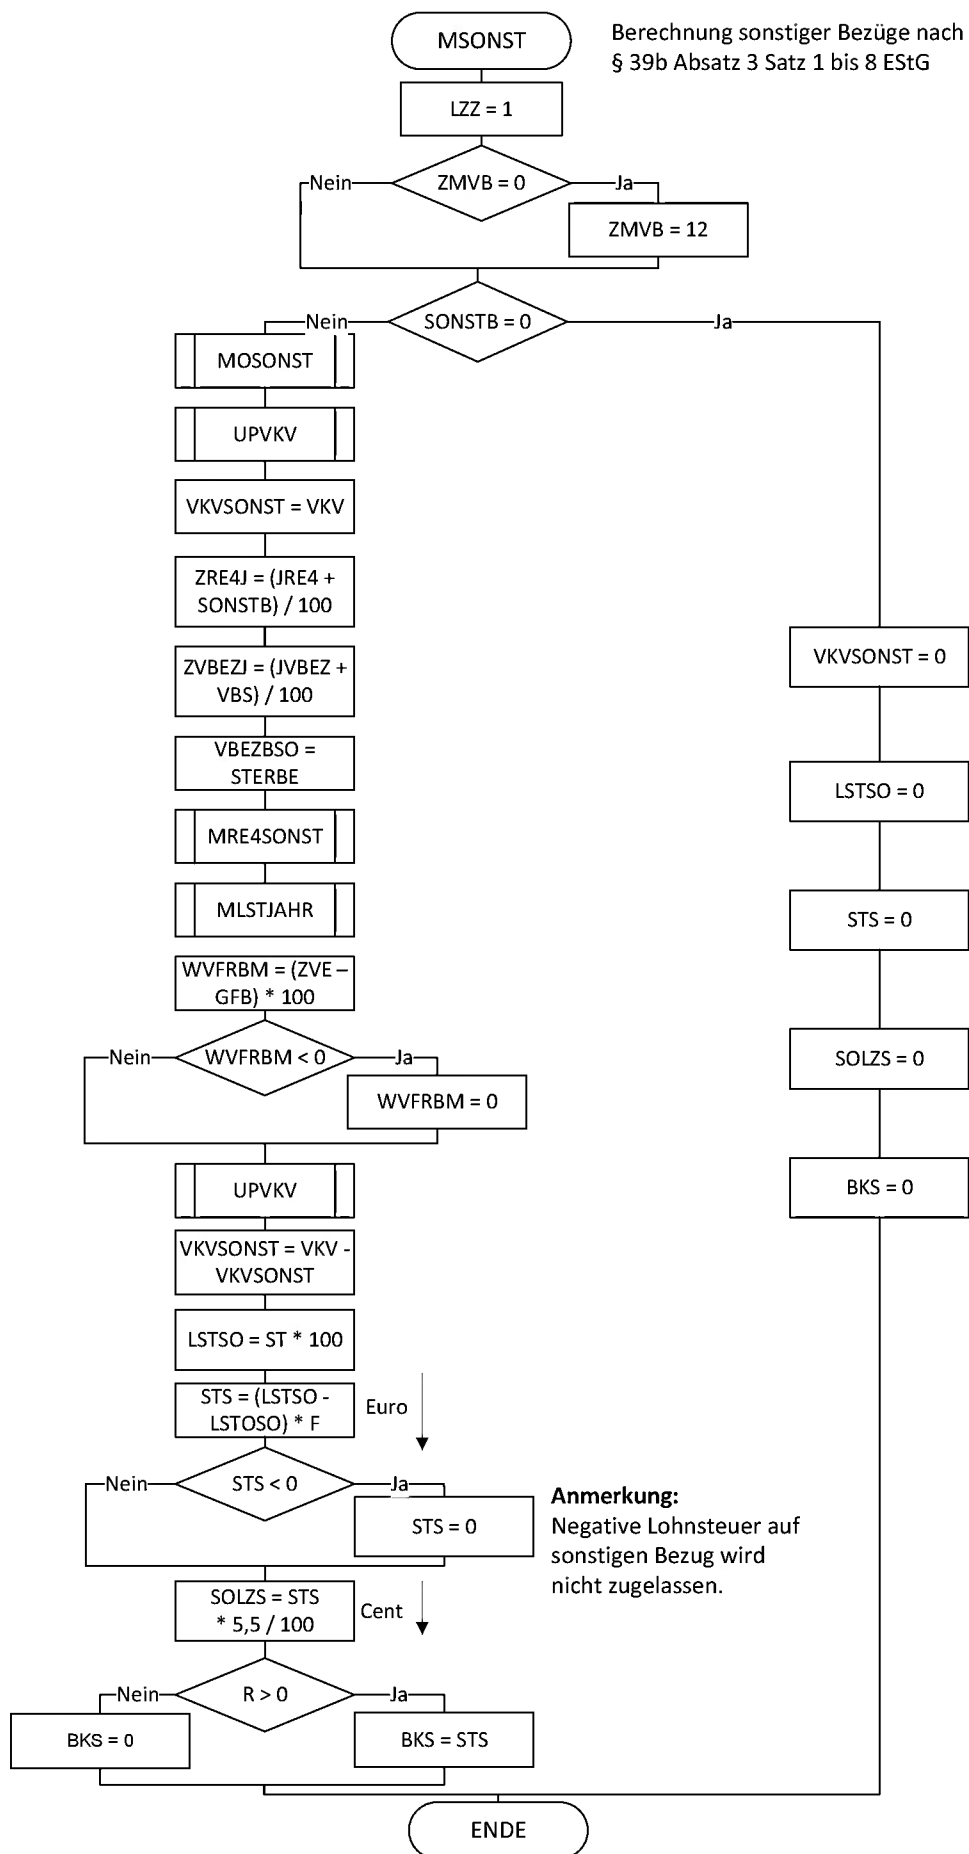 MSONST
Berechnung sonstiger Bezüge nach
§ 39b Absatz 3 Satz 1 bis 8 EStG
LZZ = 1
Nein
ZMVB = 0
Ja
ZMVB = 12
Nein
SONSTB = 0
Ja
MOSONST
UPVKV
VKVSONST = VKV
ZRE4J = (JRE4 +
SONSTB) / 100
ZVBEZJ = (JVBEZ +
VBS) / 100
VKVSONST = 0
VBEZBSO =
STERBE
LSTSO = 0
MRE4SONST
MLSTJAHR
STS = 0
WVFRBM = (ZVE –
GFB) * 100
Nein
WVFRBM < 0
Ja
SOLZS = 0
WVFRBM = 0
UPVKV
BKS = 0
VKVSONST = VKV -
VKVSONST
LSTSO = ST * 100
STS = (LSTSO -
LSTOSO) * F
Euro
Nein
STS < 0
Ja
STS = 0
Anmerkung:
Negative Lohnsteuer auf
sonstigen Bezug wird
nicht zugelassen.
SOLZS = STS
* 5,5 / 100
Cent
Nein
R > 0
Ja
BKS = 0
BKS = STS
ENDE